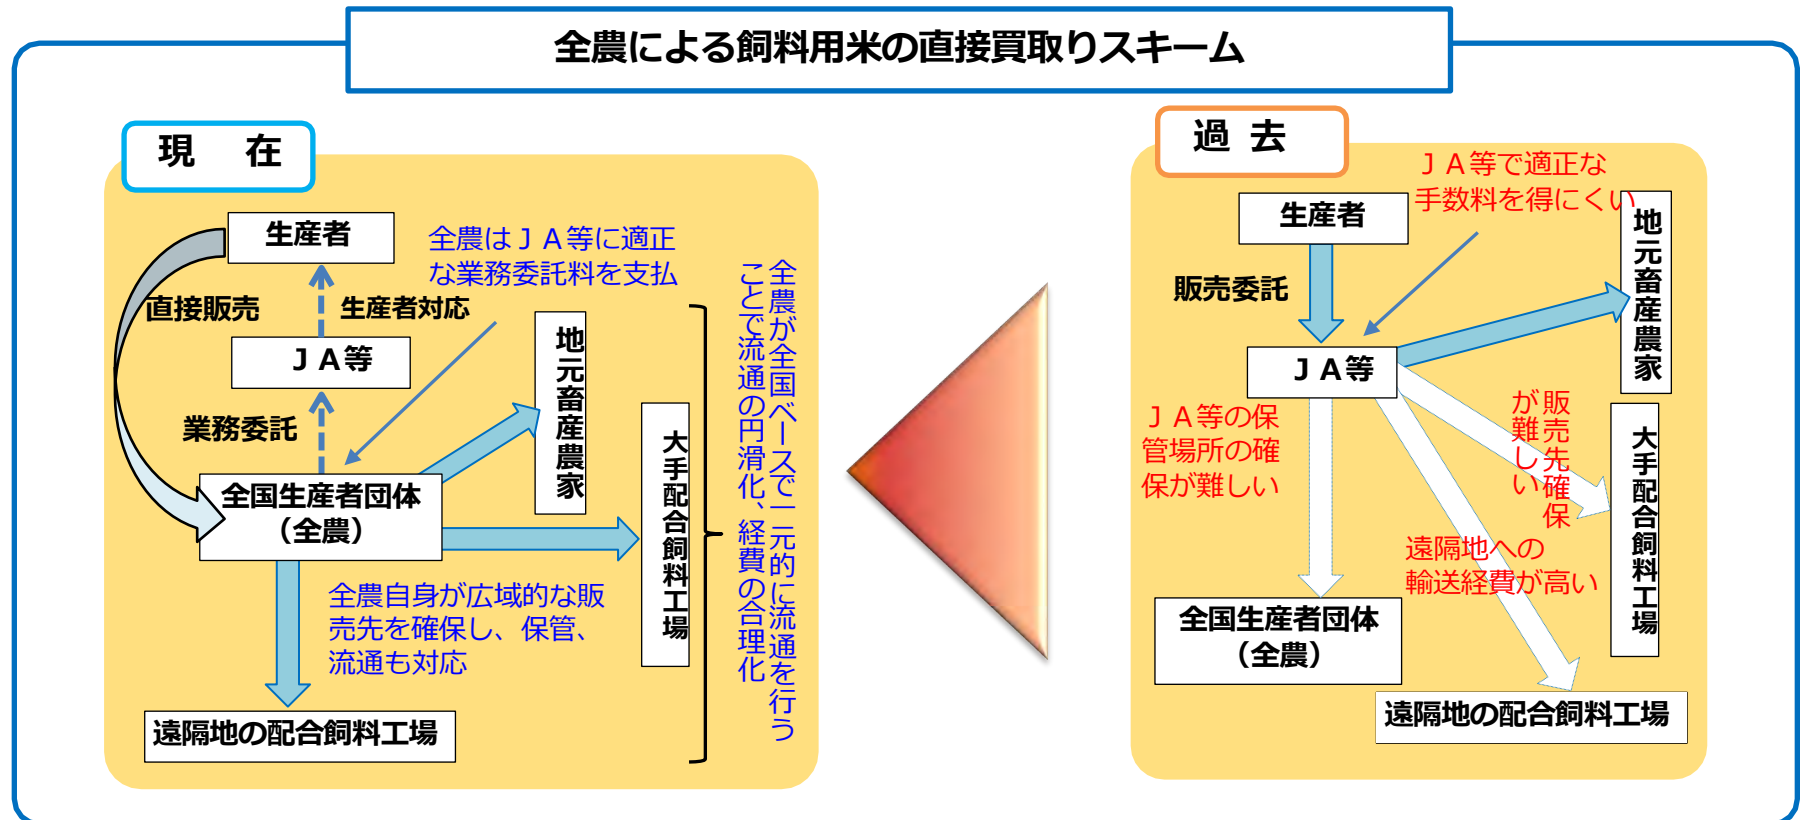 全農による飼料用米の直接買取りスキーム
現 在
生産者
全農はＪＡ等に適正
な業務委託料を支払
直接販売
生産者対応
ＪＡ等
業務委託
全国生産者団体
（全農）
地元畜産農家
大手配合飼料工場
全農が全国ベースで一元的に流通を行う
ことで流通の円滑化、経費の合理化
全農自身が広域的な販
売先を確保し、保管、
流通も対応
遠隔地の配合飼料工場
過 去
ＪＡ等で適正な
手数料を得にくい
生産者
地元畜産農家
販売委託
ＪＡ等
ＪＡ等の保
管場所の確
保が難しい
販売先確保
が難しい
大手配合飼料工場
遠隔地への
輸送経費が高い
全国生産者団体
（全農）
遠隔地の配合飼料工場